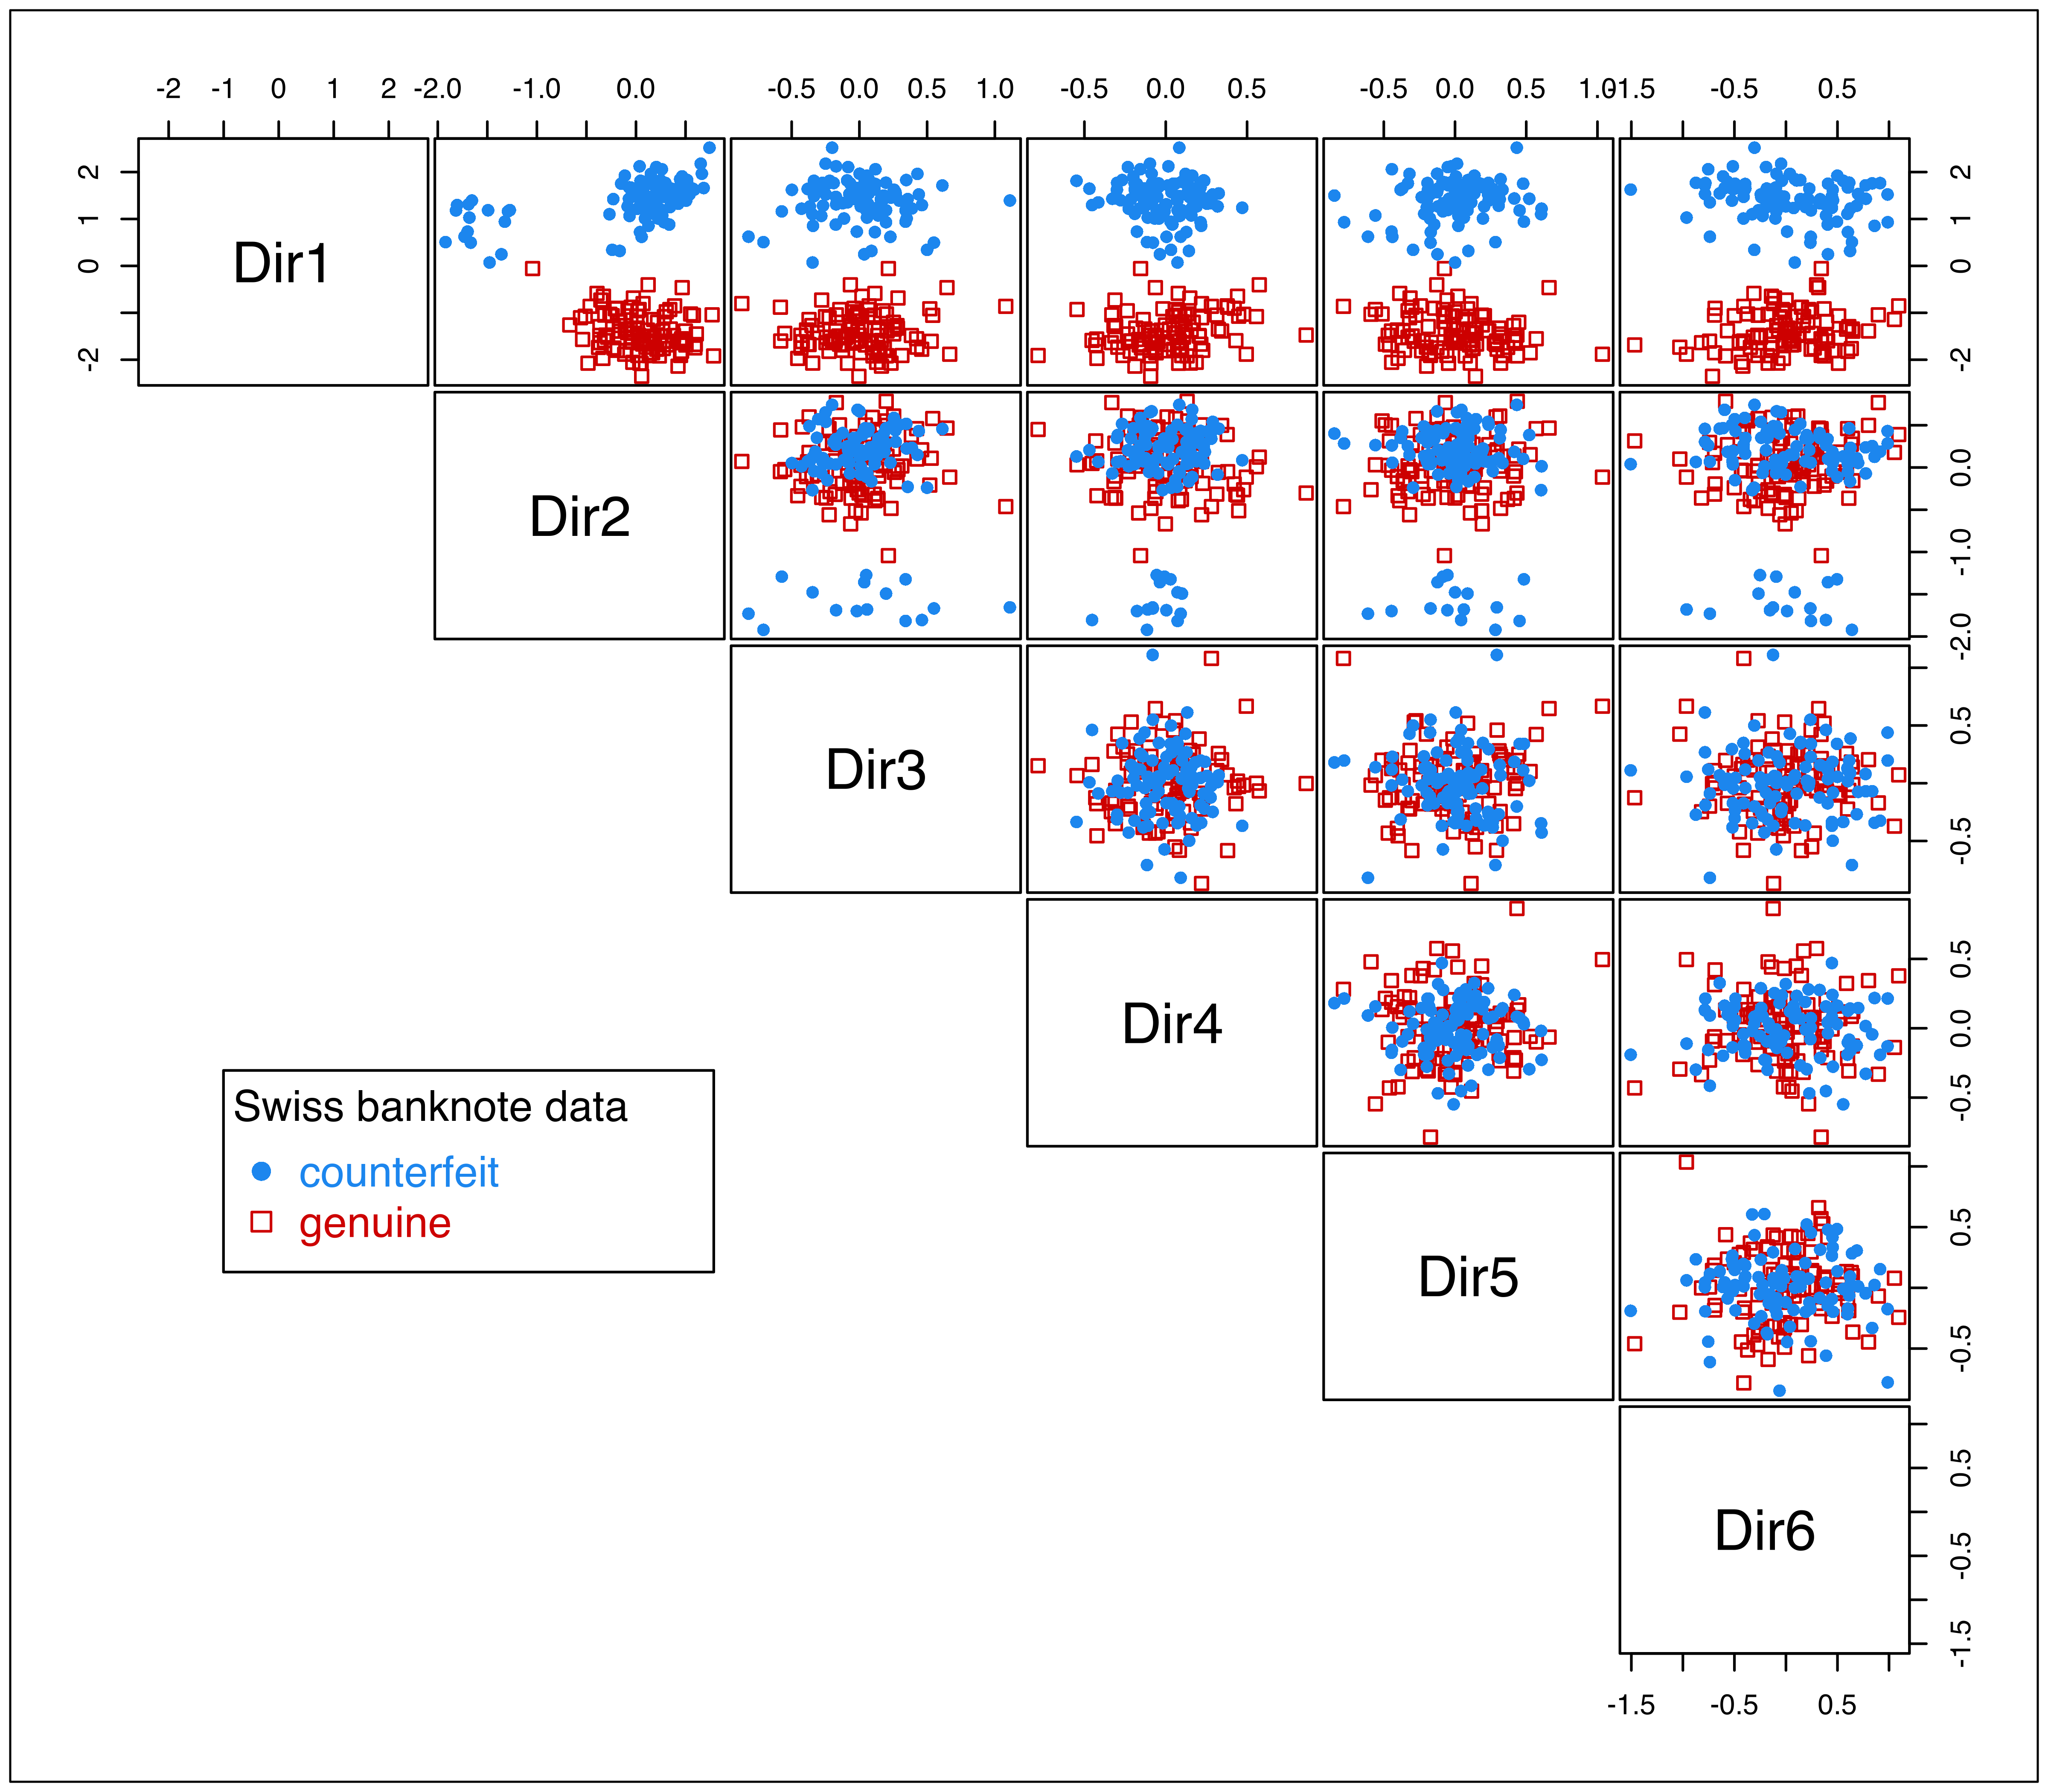 -2 -1 0 1 2 -2.0 -1.0 0.0 -0.5 0.0 0.5 1.0 -0.5 0.0 0.5 -0.5 0.0 0.5 1.0 -1.5 -0.5 0.5
2 1 0 -2
Dir1
2 1 0 -2
Dir2
0.0 -1.0 -2.0
Dir3
0.5 -0.5
Dir4
0.5 0.0 -0.5
Swiss banknote data
counterfeit
genuine
Dir5
0.5 -0.5
Dir6
0.5 -0.5 -1.5
-1.5 -0.5 0.5